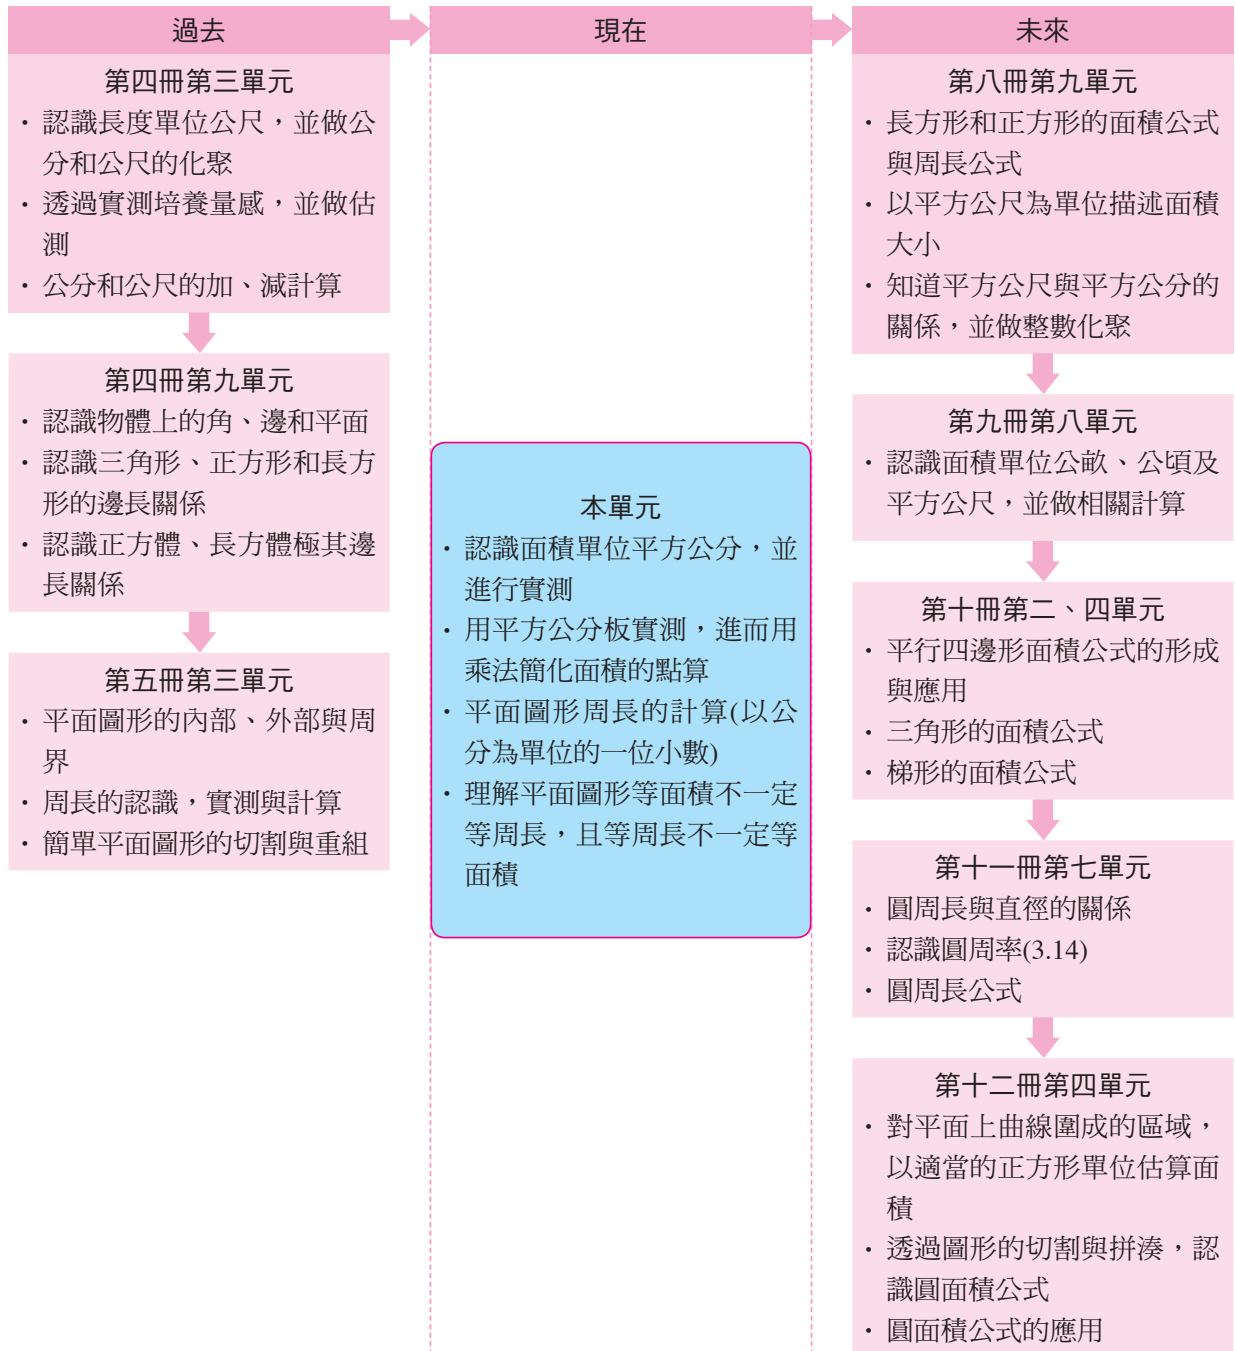 過去
第四冊第三單元
・認識長度單位公尺，並做公
分和公尺的化聚
・透過實測培養量感，並做估
測
・公分和公尺的加、減計算
第四冊第九單元
・認識物體上的角、邊和平面
・認識三角形、正方形和長方
形的邊長關係
・認識正方體、長方體極其邊
長關係
第五冊第三單元
・平面圖形的內部、外部與周
界
・周長的認識，實測與計算
・簡單平面圖形的切割與重組
現在
本單元
・認識面積單位平方公分，並
進行實測
・用平方公分板實測，進而用
乘法簡化面積的點算
・平面圖形周長的計算(以公
分為單位的一位小數)
・理解平面圖形等面積不一定
等周長，且等周長不一定等
面積
未來
第八冊第九單元
・長方形和正方形的面積公式
與周長公式
・以平方公尺為單位描述面積
大小
・知道平方公尺與平方公分的
關係，並做整數化聚
第九冊第八單元
・認識面積單位公畝、公頃及
平方公尺，並做相關計算
第十冊第二、四單元
・平行四邊形面積公式的形成
與應用
・三角形的面積公式
・梯形的面積公式
第十一冊第七單元
・圓周長與直徑的關係
・認識圓周率(3.14)
・圓周長公式
第十二冊第四單元
・對平面上曲線圍成的區域，
以適當的正方形單位估算面
積
・透過圖形的切割與拼湊，認
識圓面積公式
・圓面積公式的應用